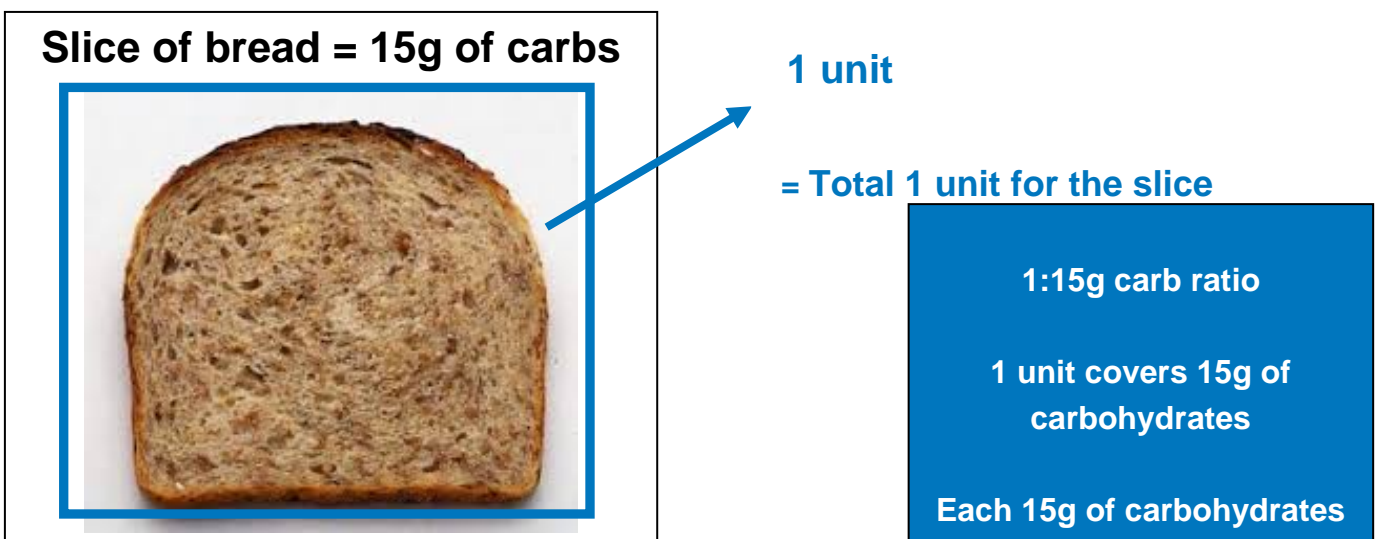 Slice of bread = 15g of carbs
1 unit
= Total 1 unit for the slice
1:15g carb ratio
1 unit covers 15g of
carbohydrates
Each 15g of carbohydrates